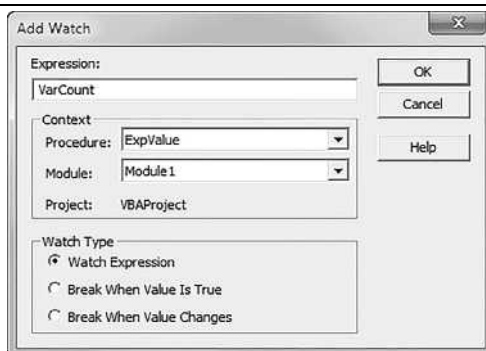 Add Watch
Expression:
VarCount
OK
Cancel
Help
Context
Procedure: ExpValue
Module: Module1
Project: VBAProject
Watch Type
Watch Expression
Break When Value Is True
Break When Value Changes